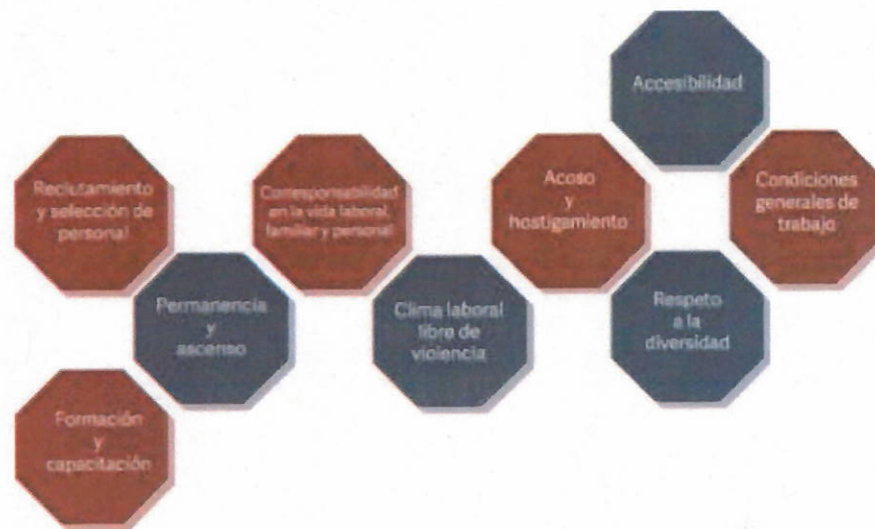 Accesibilidad
Reclutamiento
y selección de
personal
Corresponsabilidad
en la vida laboral,
familiar y personal
Acoso
y
hostigamiento
Condiciones
generales de
trabajo
Permanencia
y
ascenso
Clima laboral
libre de
violencia
Respeto
a la
diversidad
Formación
y
capacitación